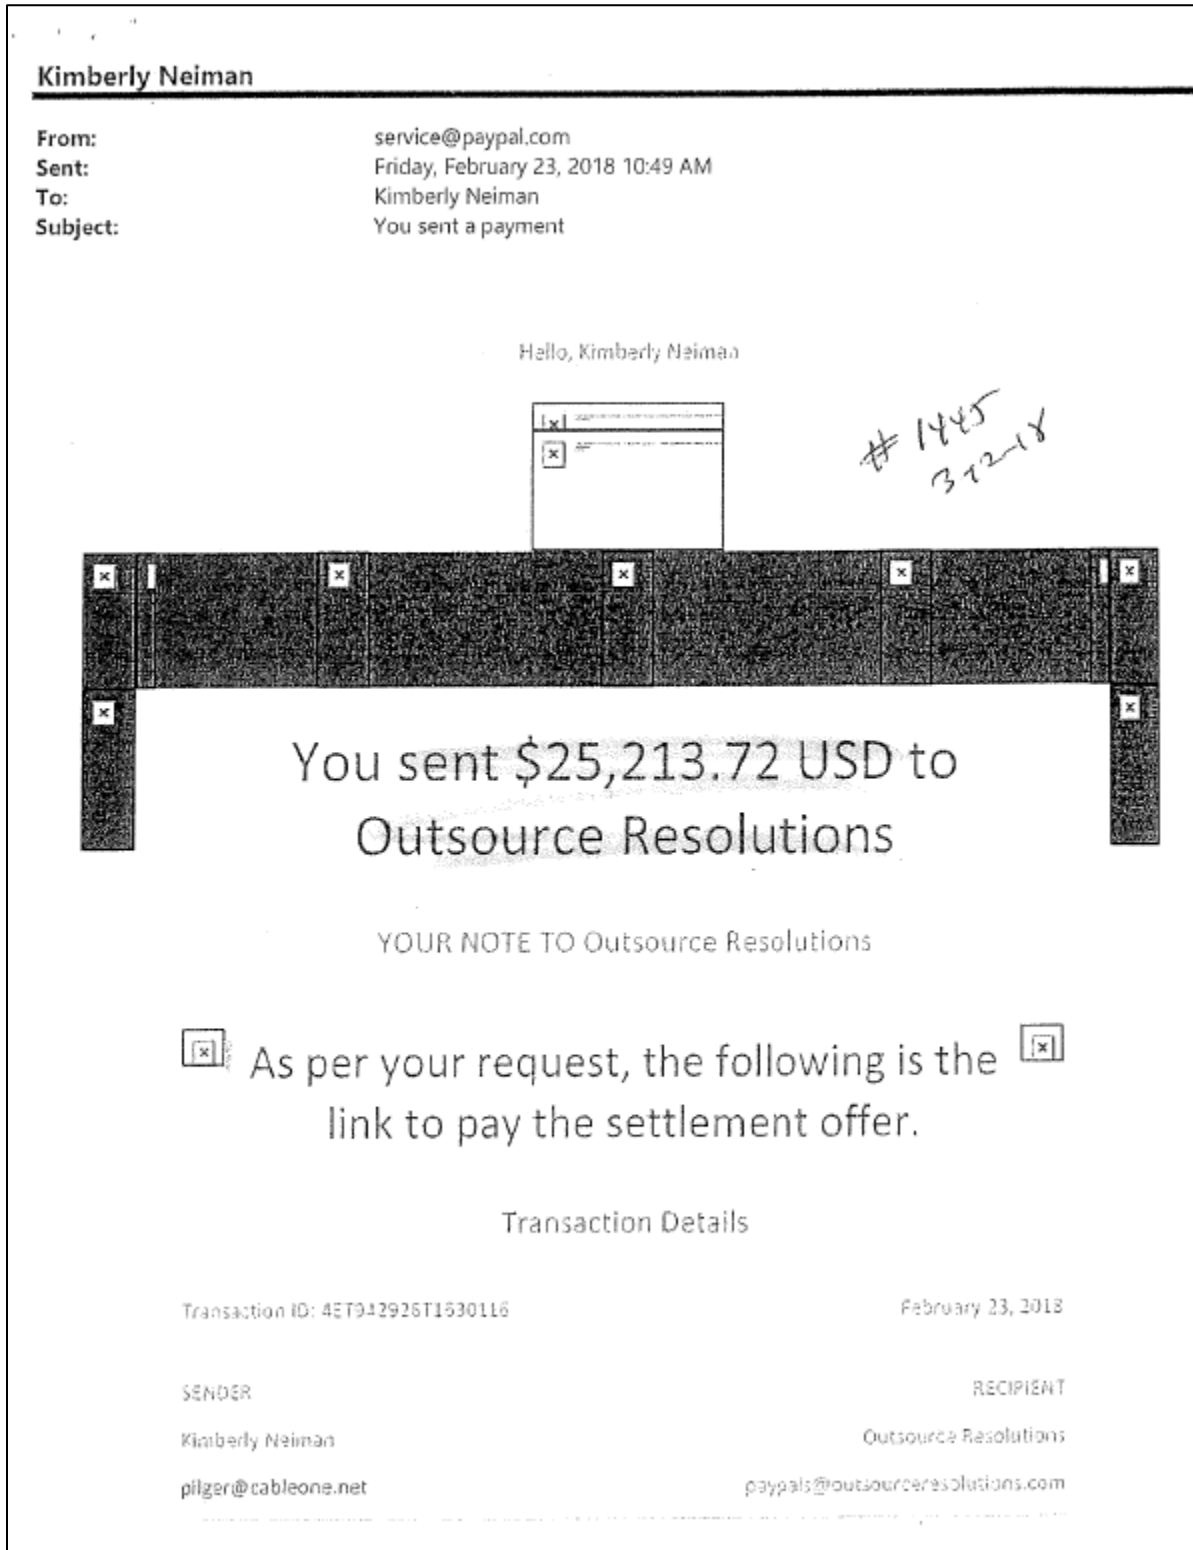 Kimberly Neiman
From: service@paypal.com
Sent: Friday, February 23, 2018 10:49 AM
To: Kimberly Neiman
Subject: You sent a payment
Hello, Kimberly Neiman
# 1445
You sent $25,213.72 USD to
Outsource Resolutions
YOUR NOTE TO Outsource Resolutions
As per your request, the following is the
link to pay the settlement offer.
Transaction Details
Transaction ID: 4ET942926T1630116 February 23, 2018
SENDER RECIPIENT
Kimberly Neiman Outsource Resolutions
pilger@cableone.net paypals@outsourceresolutions.com